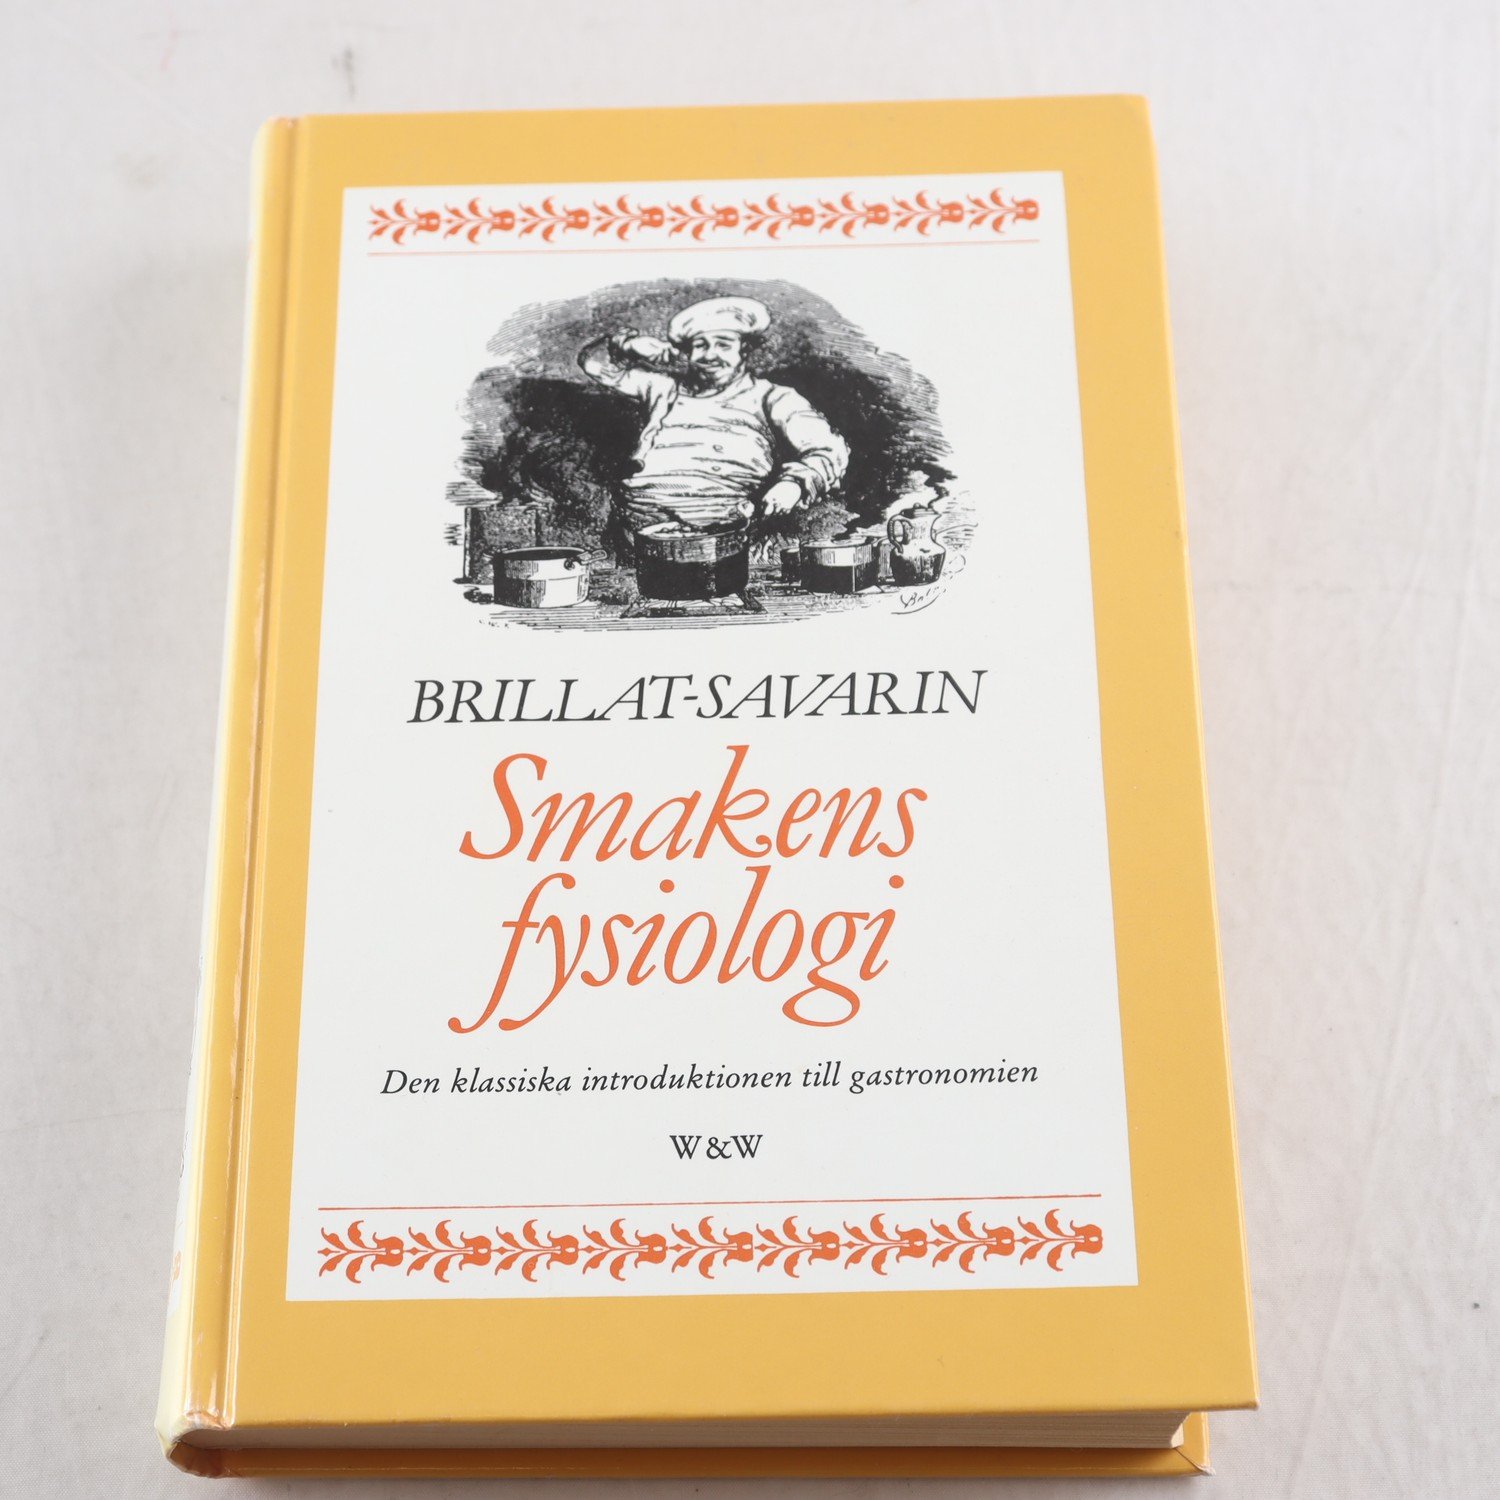 BRILLAT-SAVARIN
Smakens
fysiologi
Den klassiska introduktionen till gastronomien
W&W